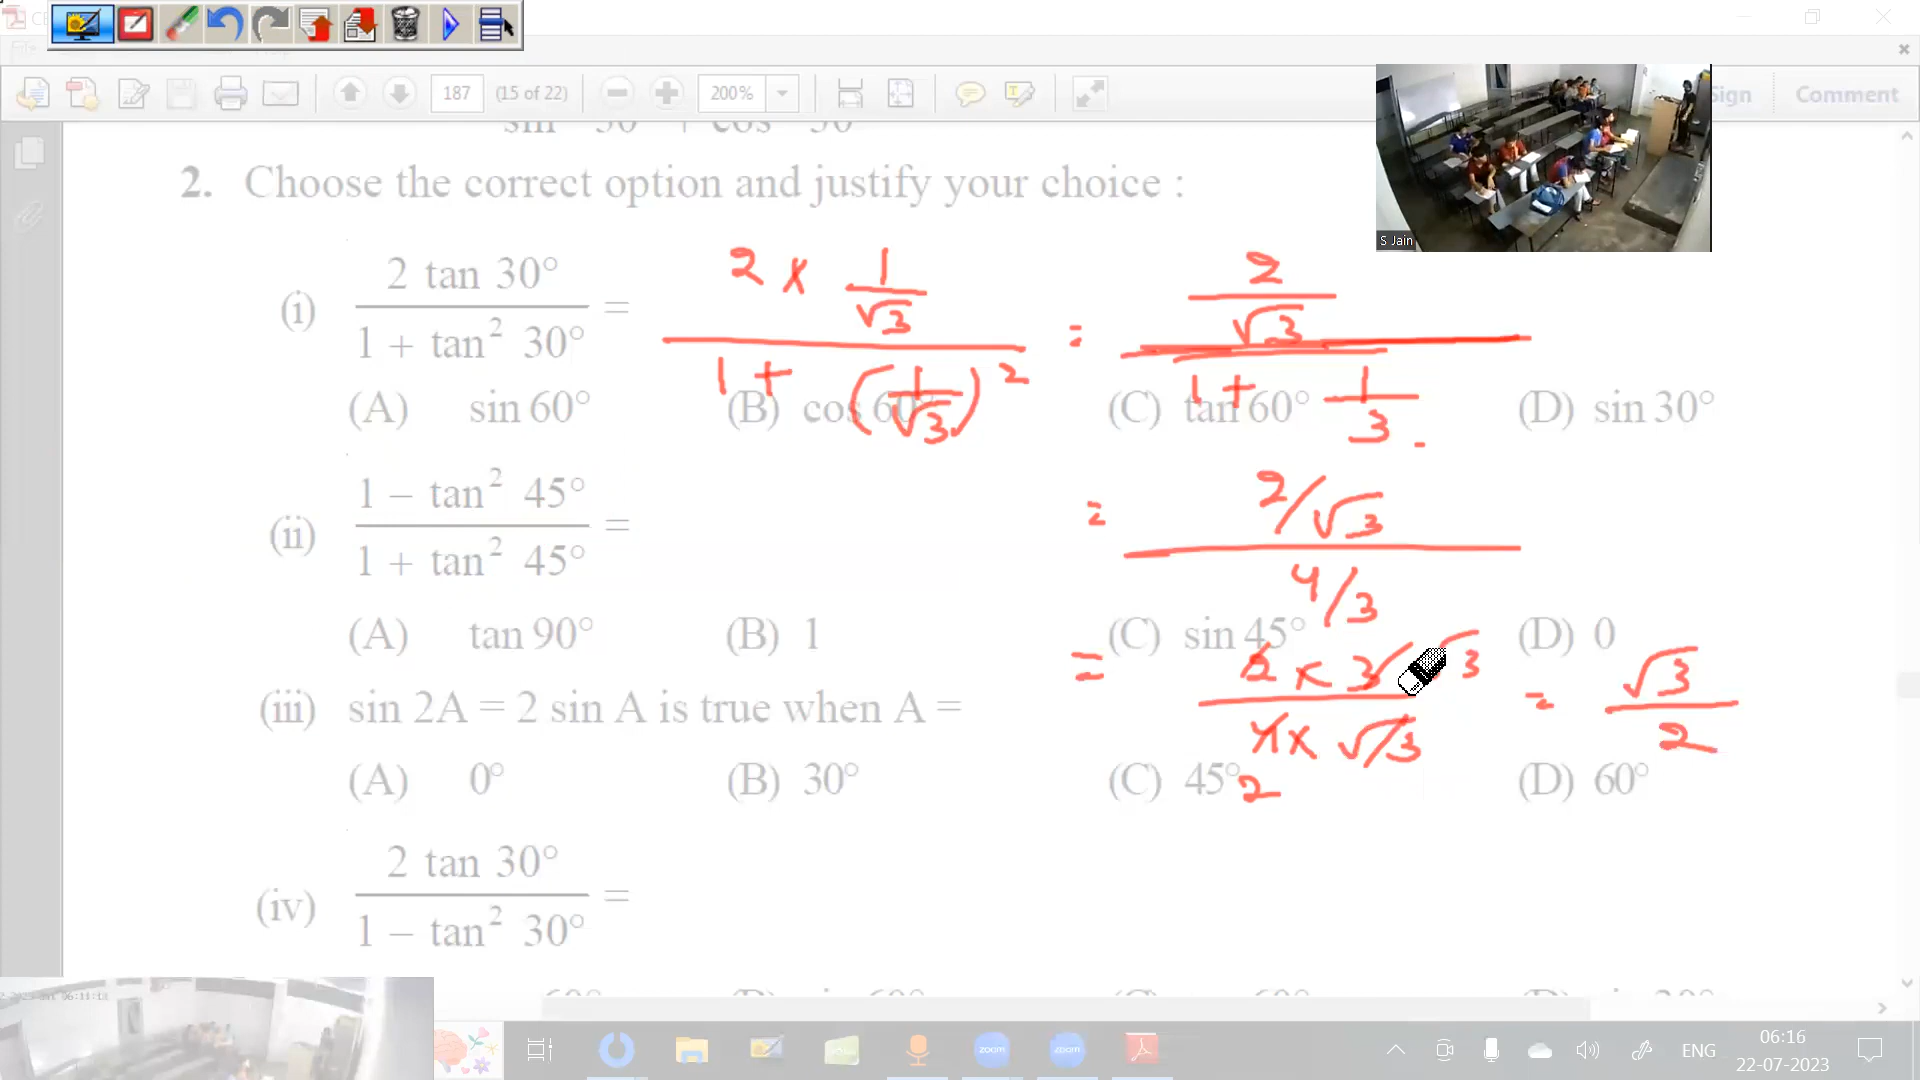 187 (15 of 22) 200% Sign Comment
S Jain
2. Choose the correct option and justify your choice :
(i) 2 tan 30° / 1 + tan² 30° = 2 × 1/√3 / 1 + (1/√3)² = 2/√3 / 1 + 1/3
(A) sin 60° (B) cos 60° (C) tan 60° (D) sin 30°
= 2/√3 / 4/3
(ii) 1 − tan² 45° / 1 + tan² 45° =
(A) tan 90° (B) 1 (C) sin 45° (D) 0
= 2 × 3 √3 / 4 × √3 2 = √3 / 2
(iii) sin 2A = 2 sin A is true when A =
(A) 0° (B) 30° (C) 45° (D) 60°
(iv) 2 tan 30° / 1 − tan² 30° =
zoom zoom ENG 06:16
22-07-2023